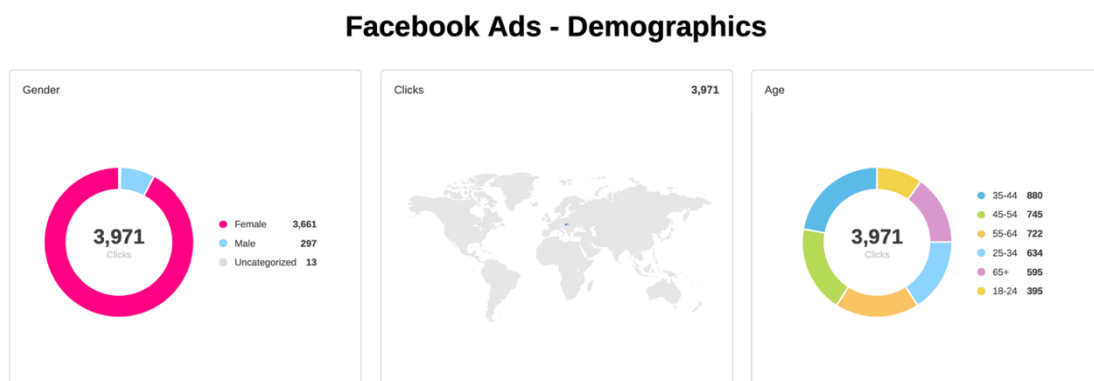 Facebook Ads - Demographics
Gender
3,971
Clicks
Female 3,661
Male 297
Uncategorized 13
Clicks 3,971
Age
3,971
Clicks
35-44 880
45-54 745
55-64 722
25-34 634
65+ 595
18-24 395